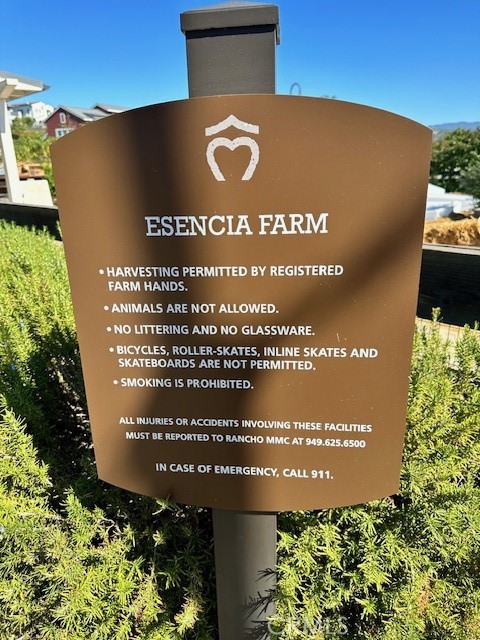 ESENCIA FARM
• HARVESTING PERMITTED BY REGISTERED
FARM HANDS.
• ANIMALS ARE NOT ALLOWED.
• NO LITTERING AND NO GLASSWARE.
• BICYCLES, ROLLER-SKATES, INLINE SKATES AND
SKATEBOARDS ARE NOT PERMITTED.
• SMOKING IS PROHIBITED.
ALL INJURIES OR ACCIDENTS INVOLVING THESE FACILITIES
MUST BE REPORTED TO RANCHO MMC AT 949.625.6500
IN CASE OF EMERGENCY, CALL 911.
CRMLS